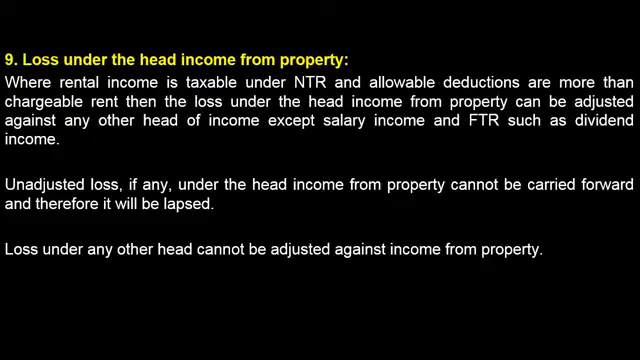 9. Loss under the head income from property:
Where rental income is taxable under NTR and allowable deductions are more than
chargeable rent then the loss under the head income from property can be adjusted
against any other head of income except salary income and FTR such as dividend
income.
Unadjusted loss, if any, under the head income from property cannot be carried forward
and therefore it will be lapsed.
Loss under any other head cannot be adjusted against income from property.